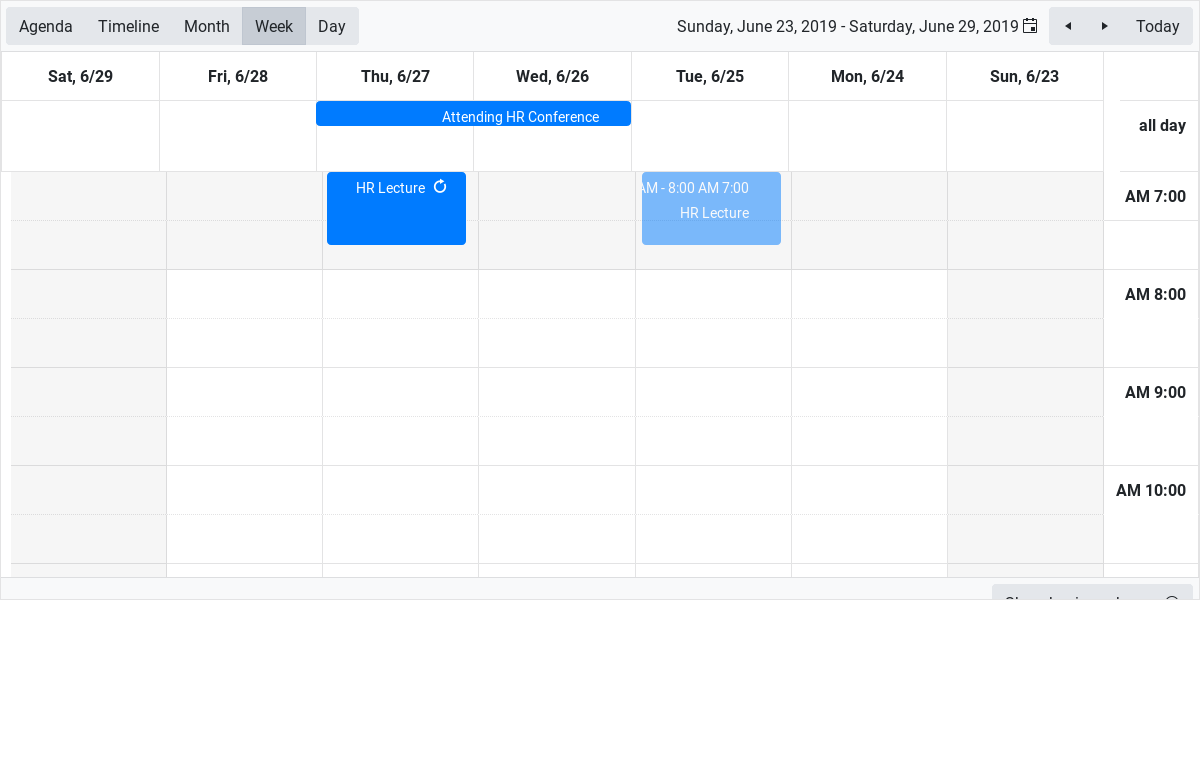 Agenda Timeline Month Week Day Sunday, June 23, 2019 - Saturday, June 29, 2019 Today
Sat, 6/29 Fri, 6/28 Thu, 6/27 Wed, 6/26 Tue, 6/25 Mon, 6/24 Sun, 6/23
Attending HR Conference
all day
HR Lecture
AM - 8:00 AM 7:00
AM 7:00
HR Lecture
AM 8:00
AM 9:00
AM 10:00